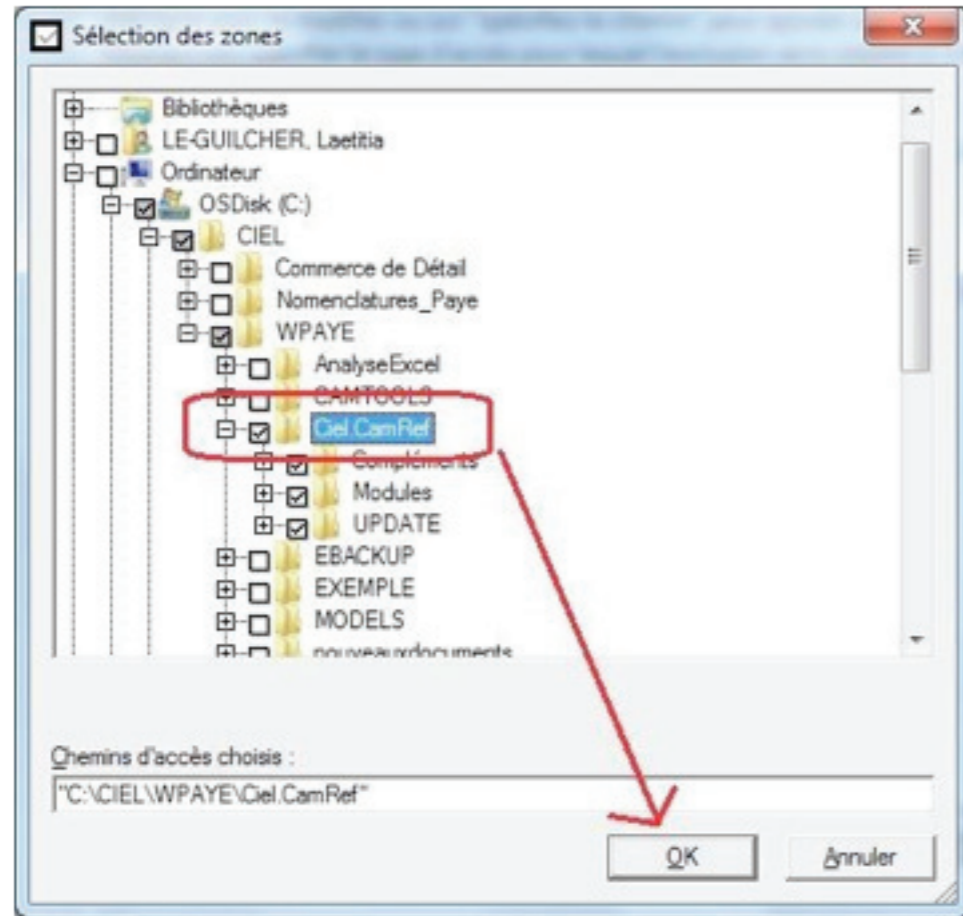 Sélection des zones
Bibliothèques
LE-GUILCHER, Laetitia
Ordinateur
OSDisk (C:)
CIEL
Commerce de Détail
Nomenclatures_Paye
WPAYE
AnalyseExcel
CAMTOOLS
Ciel.CamRef
Compléments
Modules
UPDATE
EBACKUP
EXEMPLE
MODELS
nouveauxdocuments
Chemins d'accès choisis :
"C:\CIEL\WPAYE\Ciel.CamRef"
OK Annuler